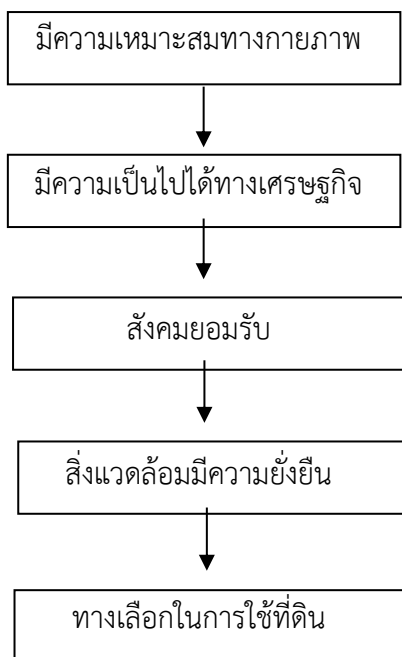 มีความเหมาะสมทางกายภาพ
มีความเป็นไปได้ทางเศรษฐกิจ
สังคมยอมรับ
สิ่งแวดล้อมมีความยั่งยืน
ทางเลือกในการใช้ที่ดิน